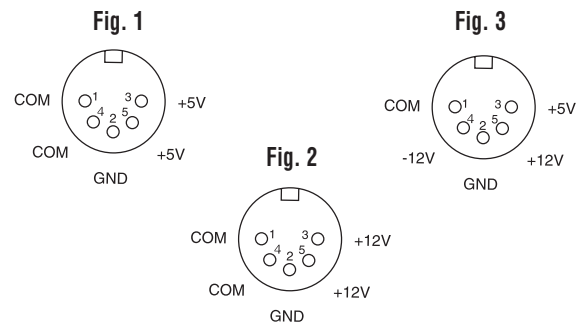 Fig. 1
COM
1 3
+5V
4 2 5
COM
+5V
GND
Fig. 2
COM
1 3
+12V
4 2 5
COM
+12V
GND
Fig. 3
COM
1 3
+5V
4 2 5
-12V
+12V
GND